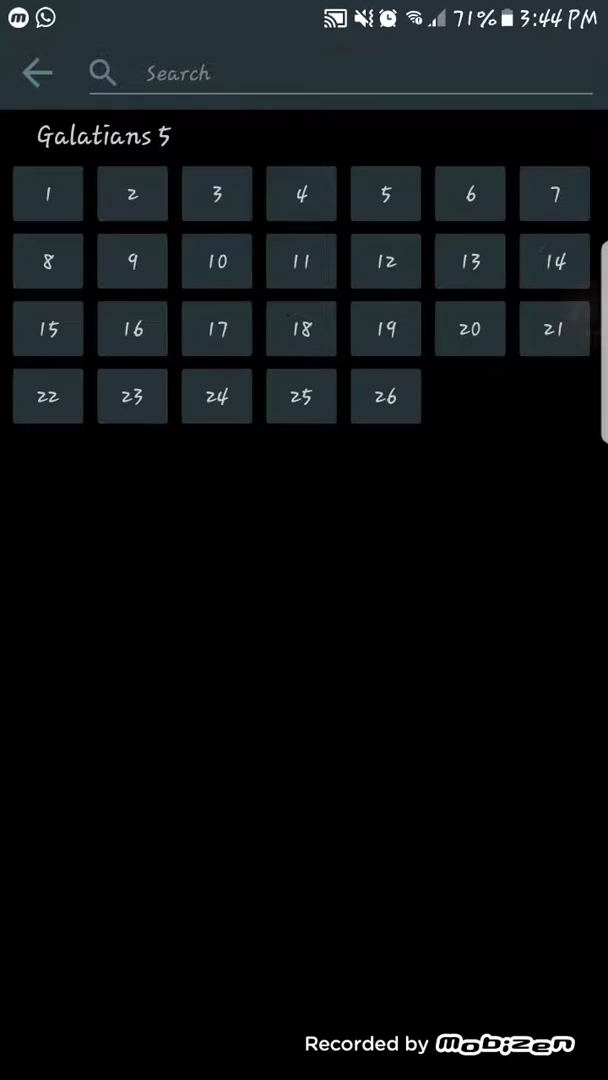 71% 3:44 PM
Search
Galatians 5
1 2 3 4 5 6 7
8 9 10 11 12 13 14
15 16 17 18 19 20 21
22 23 24 25 26
Recorded by mobizen